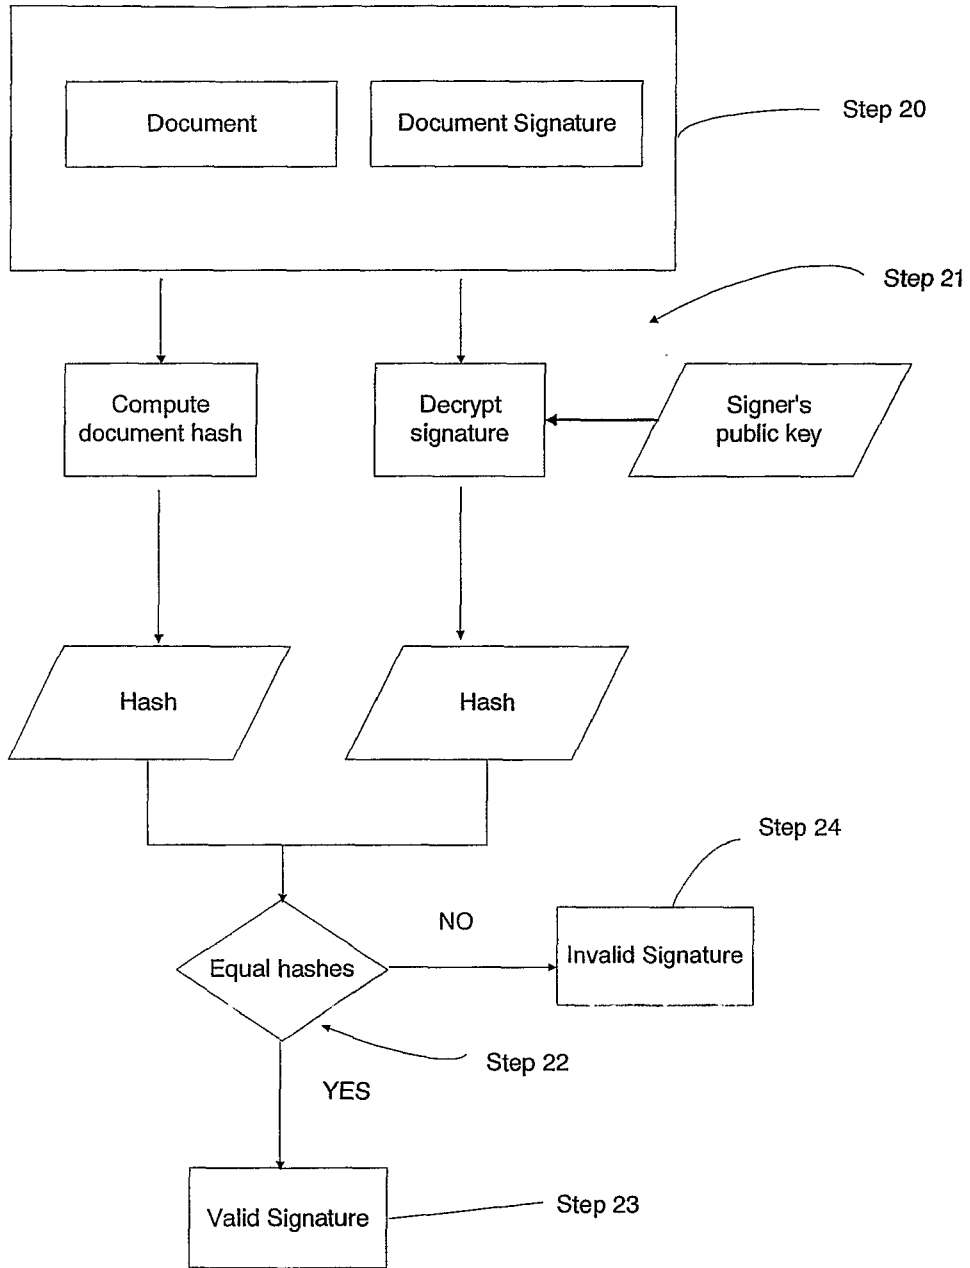 Document
Document Signature
Step 20
Step 21
Compute
document hash
Decrypt
signature
Signer's
public key
Hash
Hash
Step 24
NO
Equal hashes
Invalid Signature
Step 22
YES
Valid Signature
Step 23